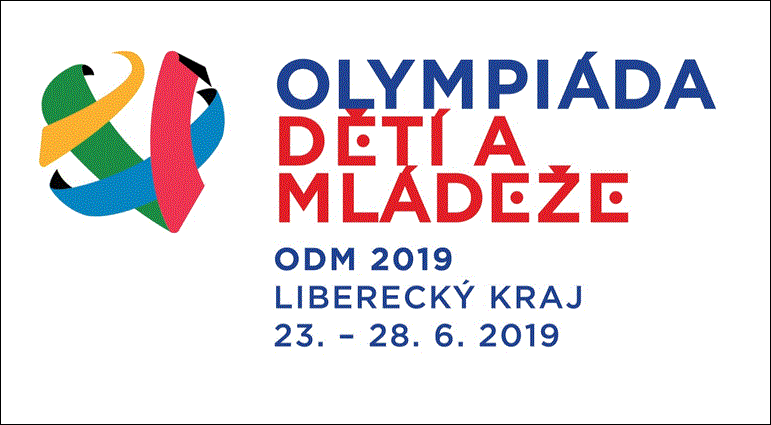 OLYMPIÁDA
DĚTÍ A
MLÁDEŽE
ODM 2019
LIBERECKÝ KRAJ
23. – 28. 6. 2019